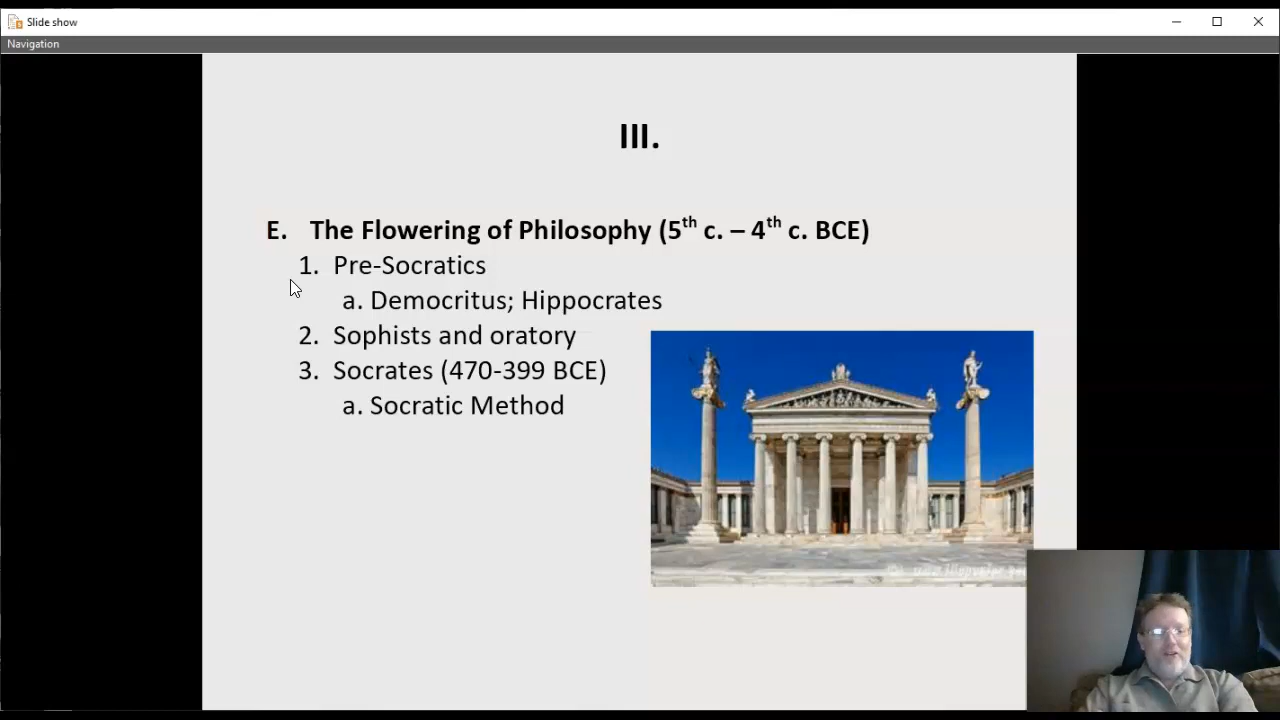 Slide show
Navigation
III.
E. The Flowering of Philosophy (5th c. – 4th c. BCE)
1. Pre-Socratics
a. Democritus; Hippocrates
2. Sophists and oratory
3. Socrates (470-399 BCE)
a. Socratic Method